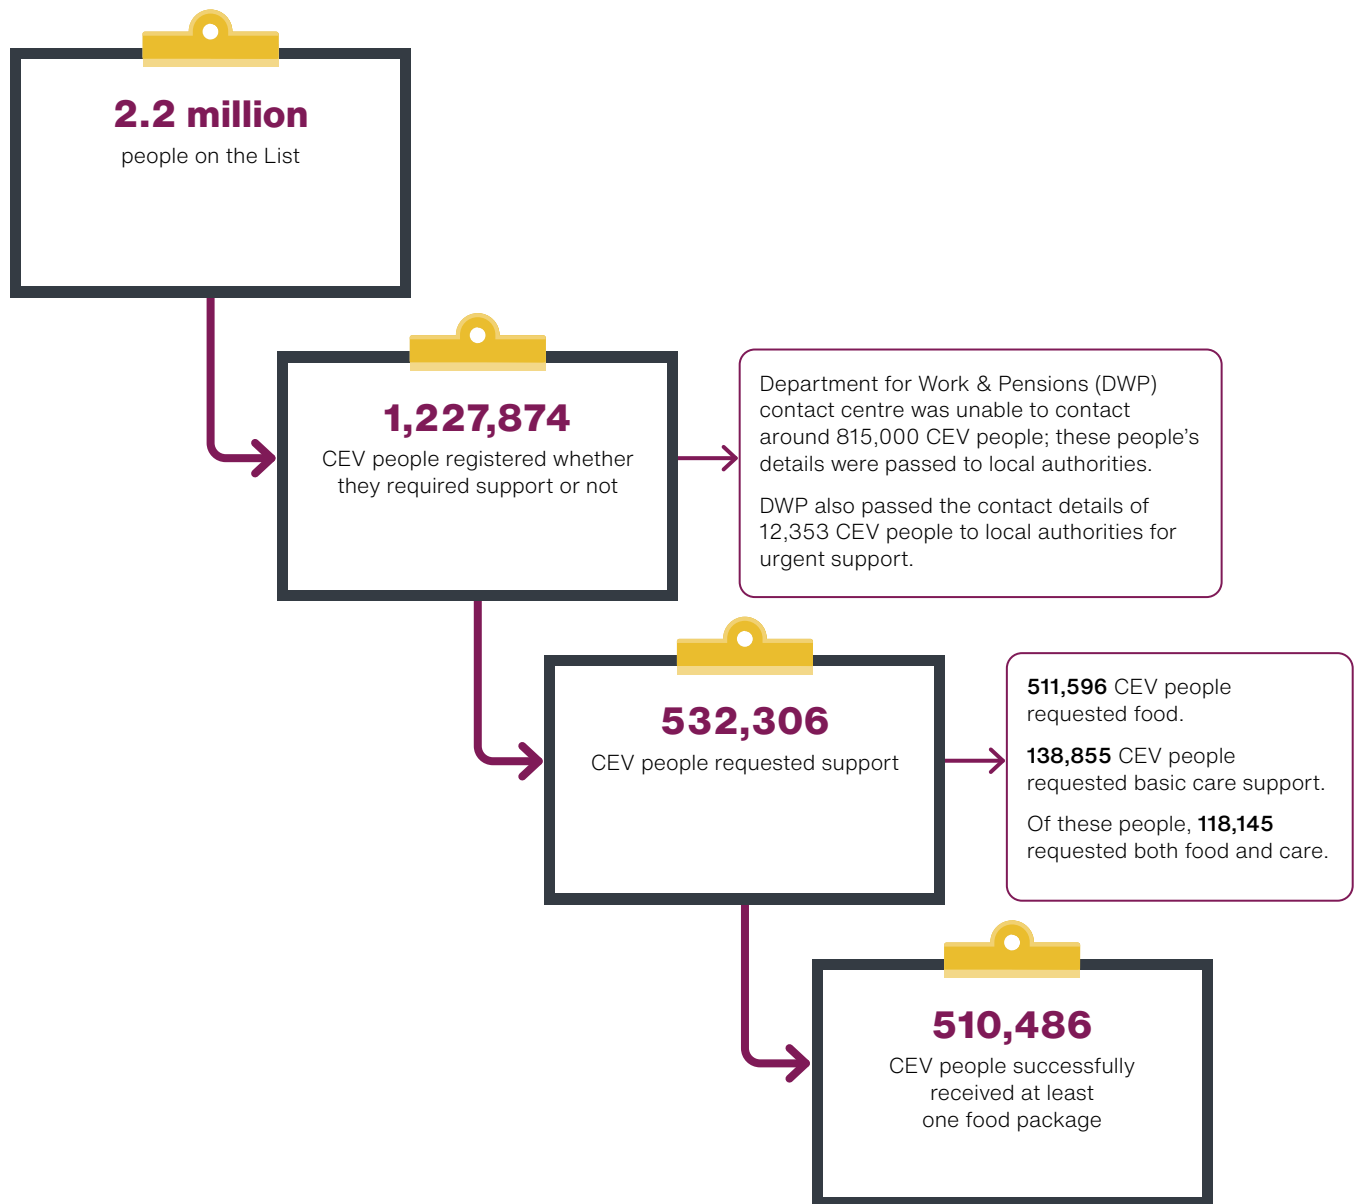 2.2 million
people on the List
1,227,874
CEV people registered whether
they required support or not
Department for Work & Pensions (DWP)
contact centre was unable to contact
around 815,000 CEV people; these people’s
details were passed to local authorities.
DWP also passed the contact details of
12,353 CEV people to local authorities for
urgent support.
532,306
CEV people requested support
511,596 CEV people
requested food.
138,855 CEV people
requested basic care support.
Of these people, 118,145
requested both food and care.
510,486
CEV people successfully
received at least
one food package